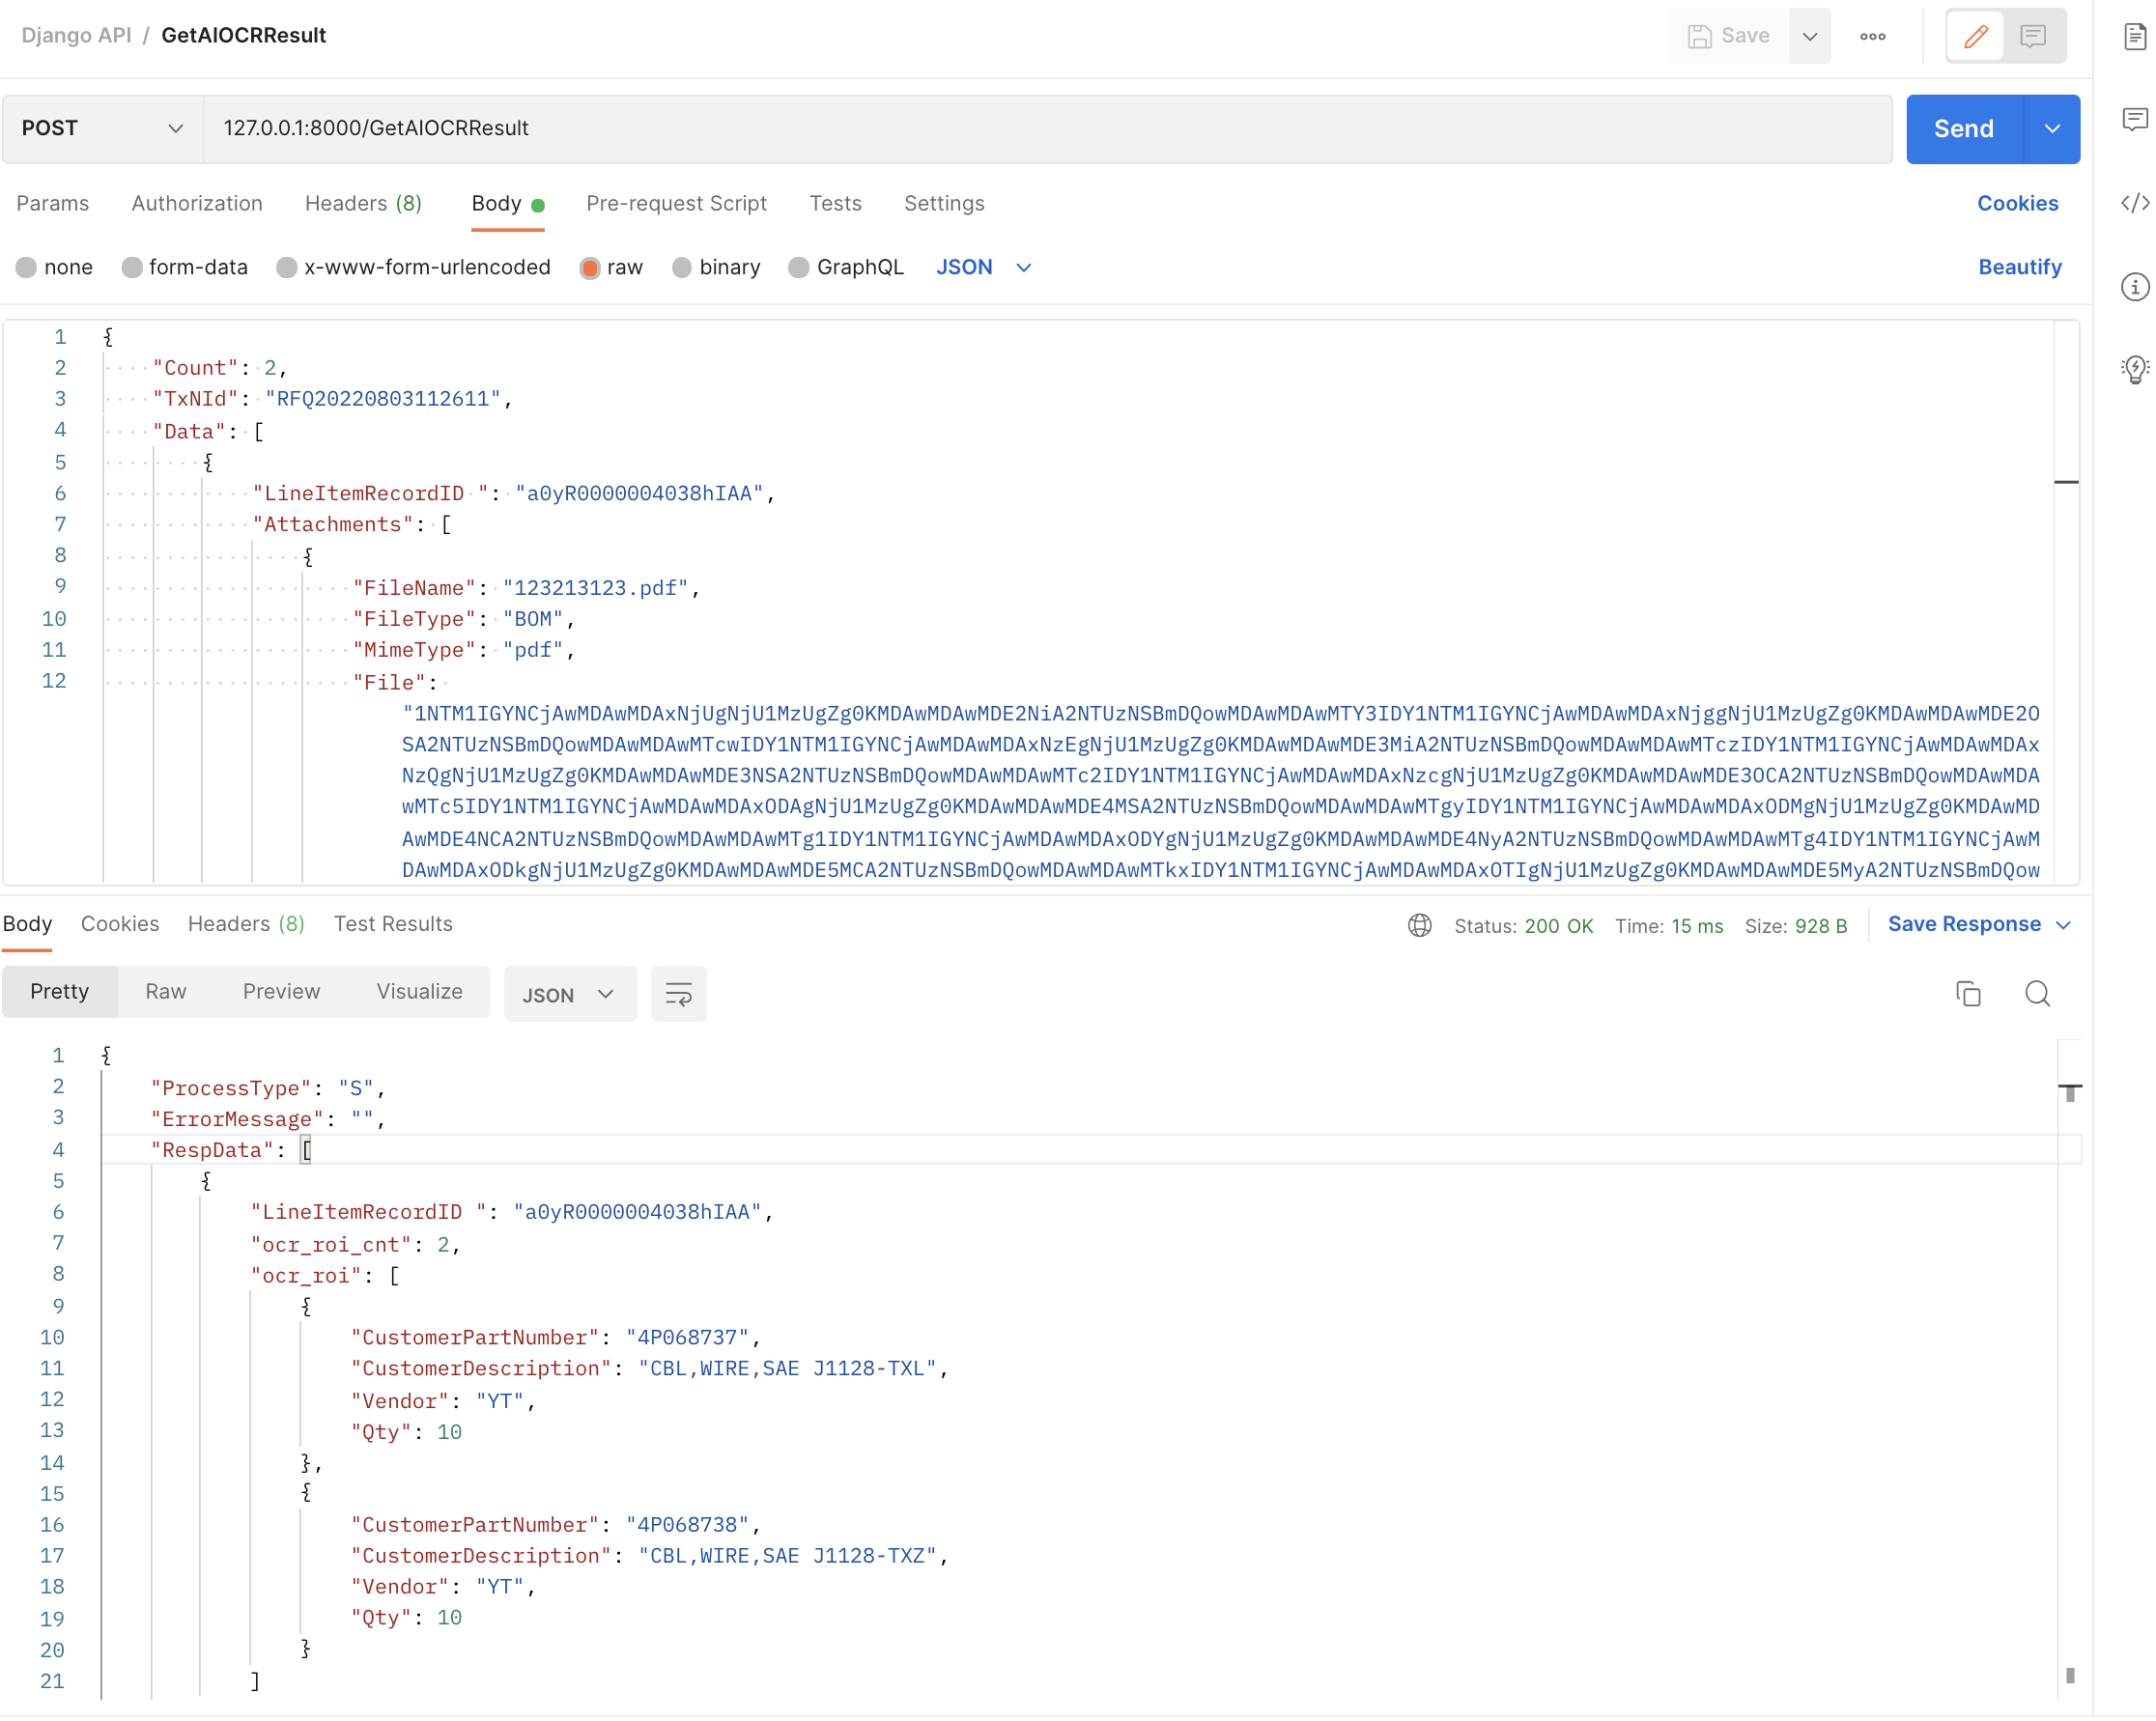 Django API / GetAIOCRResult
Save
POST 127.0.0.1:8000/GetAIOCRResult Send
Params Authorization Headers (8) Body Pre-request Script Tests Settings Cookies
none form-data x-www-form-urlencoded raw binary GraphQL JSON Beautify
1 {
2 "Count": 2,
3 "TxNId": "RFQ20220803112611",
4 "Data": [
5 {
6 "LineItemRecordID ": "a0yR0000004038hIAA",
7 "Attachments": [
8 {
9 "FileName": "123213123.pdf",
10 "FileType": "BOM",
11 "MimeType": "pdf",
12 "File":
"1NTM1IGYNCjAwMDAwMDAxNjUgNjU1MzUgZg0KMDAwMDAwMDE2NiA2NTUzNSBmDQowMDAwMDAwMTY3IDY1NTM1IGYNCjAwMDAwMDAxNjggNjU1MzUgZg0KMDAwMDAwMDE2O
SA2NTUzNSBmDQowMDAwMDAwMTcwIDY1NTM1IGYNCjAwMDAwMDAxNzEgNjU1MzUgZg0KMDAwMDAwMDE3MiA2NTUzNSBmDQowMDAwMDAwMTczIDY1NTM1IGYNCjAwMDAwMDAx
NzQgNjU1MzUgZg0KMDAwMDAwMDE3NSA2NTUzNSBmDQowMDAwMDAwMTc2IDY1NTM1IGYNCjAwMDAwMDAxNzcgNjU1MzUgZg0KMDAwMDAwMDE3OCA2NTUzNSBmDQowMDAwMDA
wMTc5IDY1NTM1IGYNCjAwMDAwMDAxODAgNjU1MzUgZg0KMDAwMDAwMDE4MSA2NTUzNSBmDQowMDAwMDAwMTgyIDY1NTM1IGYNCjAwMDAwMDAxODMgNjU1MzUgZg0KMDAwMD
AwMDE4NCA2NTUzNSBmDQowMDAwMDAwMTg1IDY1NTM1IGYNCjAwMDAwMDAxODYgNjU1MzUgZg0KMDAwMDAwMDE4NyA2NTUzNSBmDQowMDAwMDAwMTg4IDY1NTM1IGYNCjAwM
DAwMDAxODkgNjU1MzUgZg0KMDAwMDAwMDE5MCA2NTUzNSBmDQowMDAwMDAwMTkxIDY1NTM1IGYNCjAwMDAwMDAxOTIgNjU1MzUgZg0KMDAwMDAwMDE5MyA2NTUzNSBmDQow
Body Cookies Headers (8) Test Results Status: 200 OK Time: 15 ms Size: 928 B Save Response
Pretty Raw Preview Visualize JSON
1 {
2 "ProcessType": "S",
3 "ErrorMessage": "",
4 "RespData": [
5 {
6 "LineItemRecordID ": "a0yR0000004038hIAA",
7 "ocr_roi_cnt": 2,
8 "ocr_roi": [
9 {
10 "CustomerPartNumber": "4P068737",
11 "CustomerDescription": "CBL,WIRE,SAE J1128-TXL",
12 "Vendor": "YT",
13 "Qty": 10
14 },
15 {
16 "CustomerPartNumber": "4P068738",
17 "CustomerDescription": "CBL,WIRE,SAE J1128-TXZ",
18 "Vendor": "YT",
19 "Qty": 10
20 }
21 ]